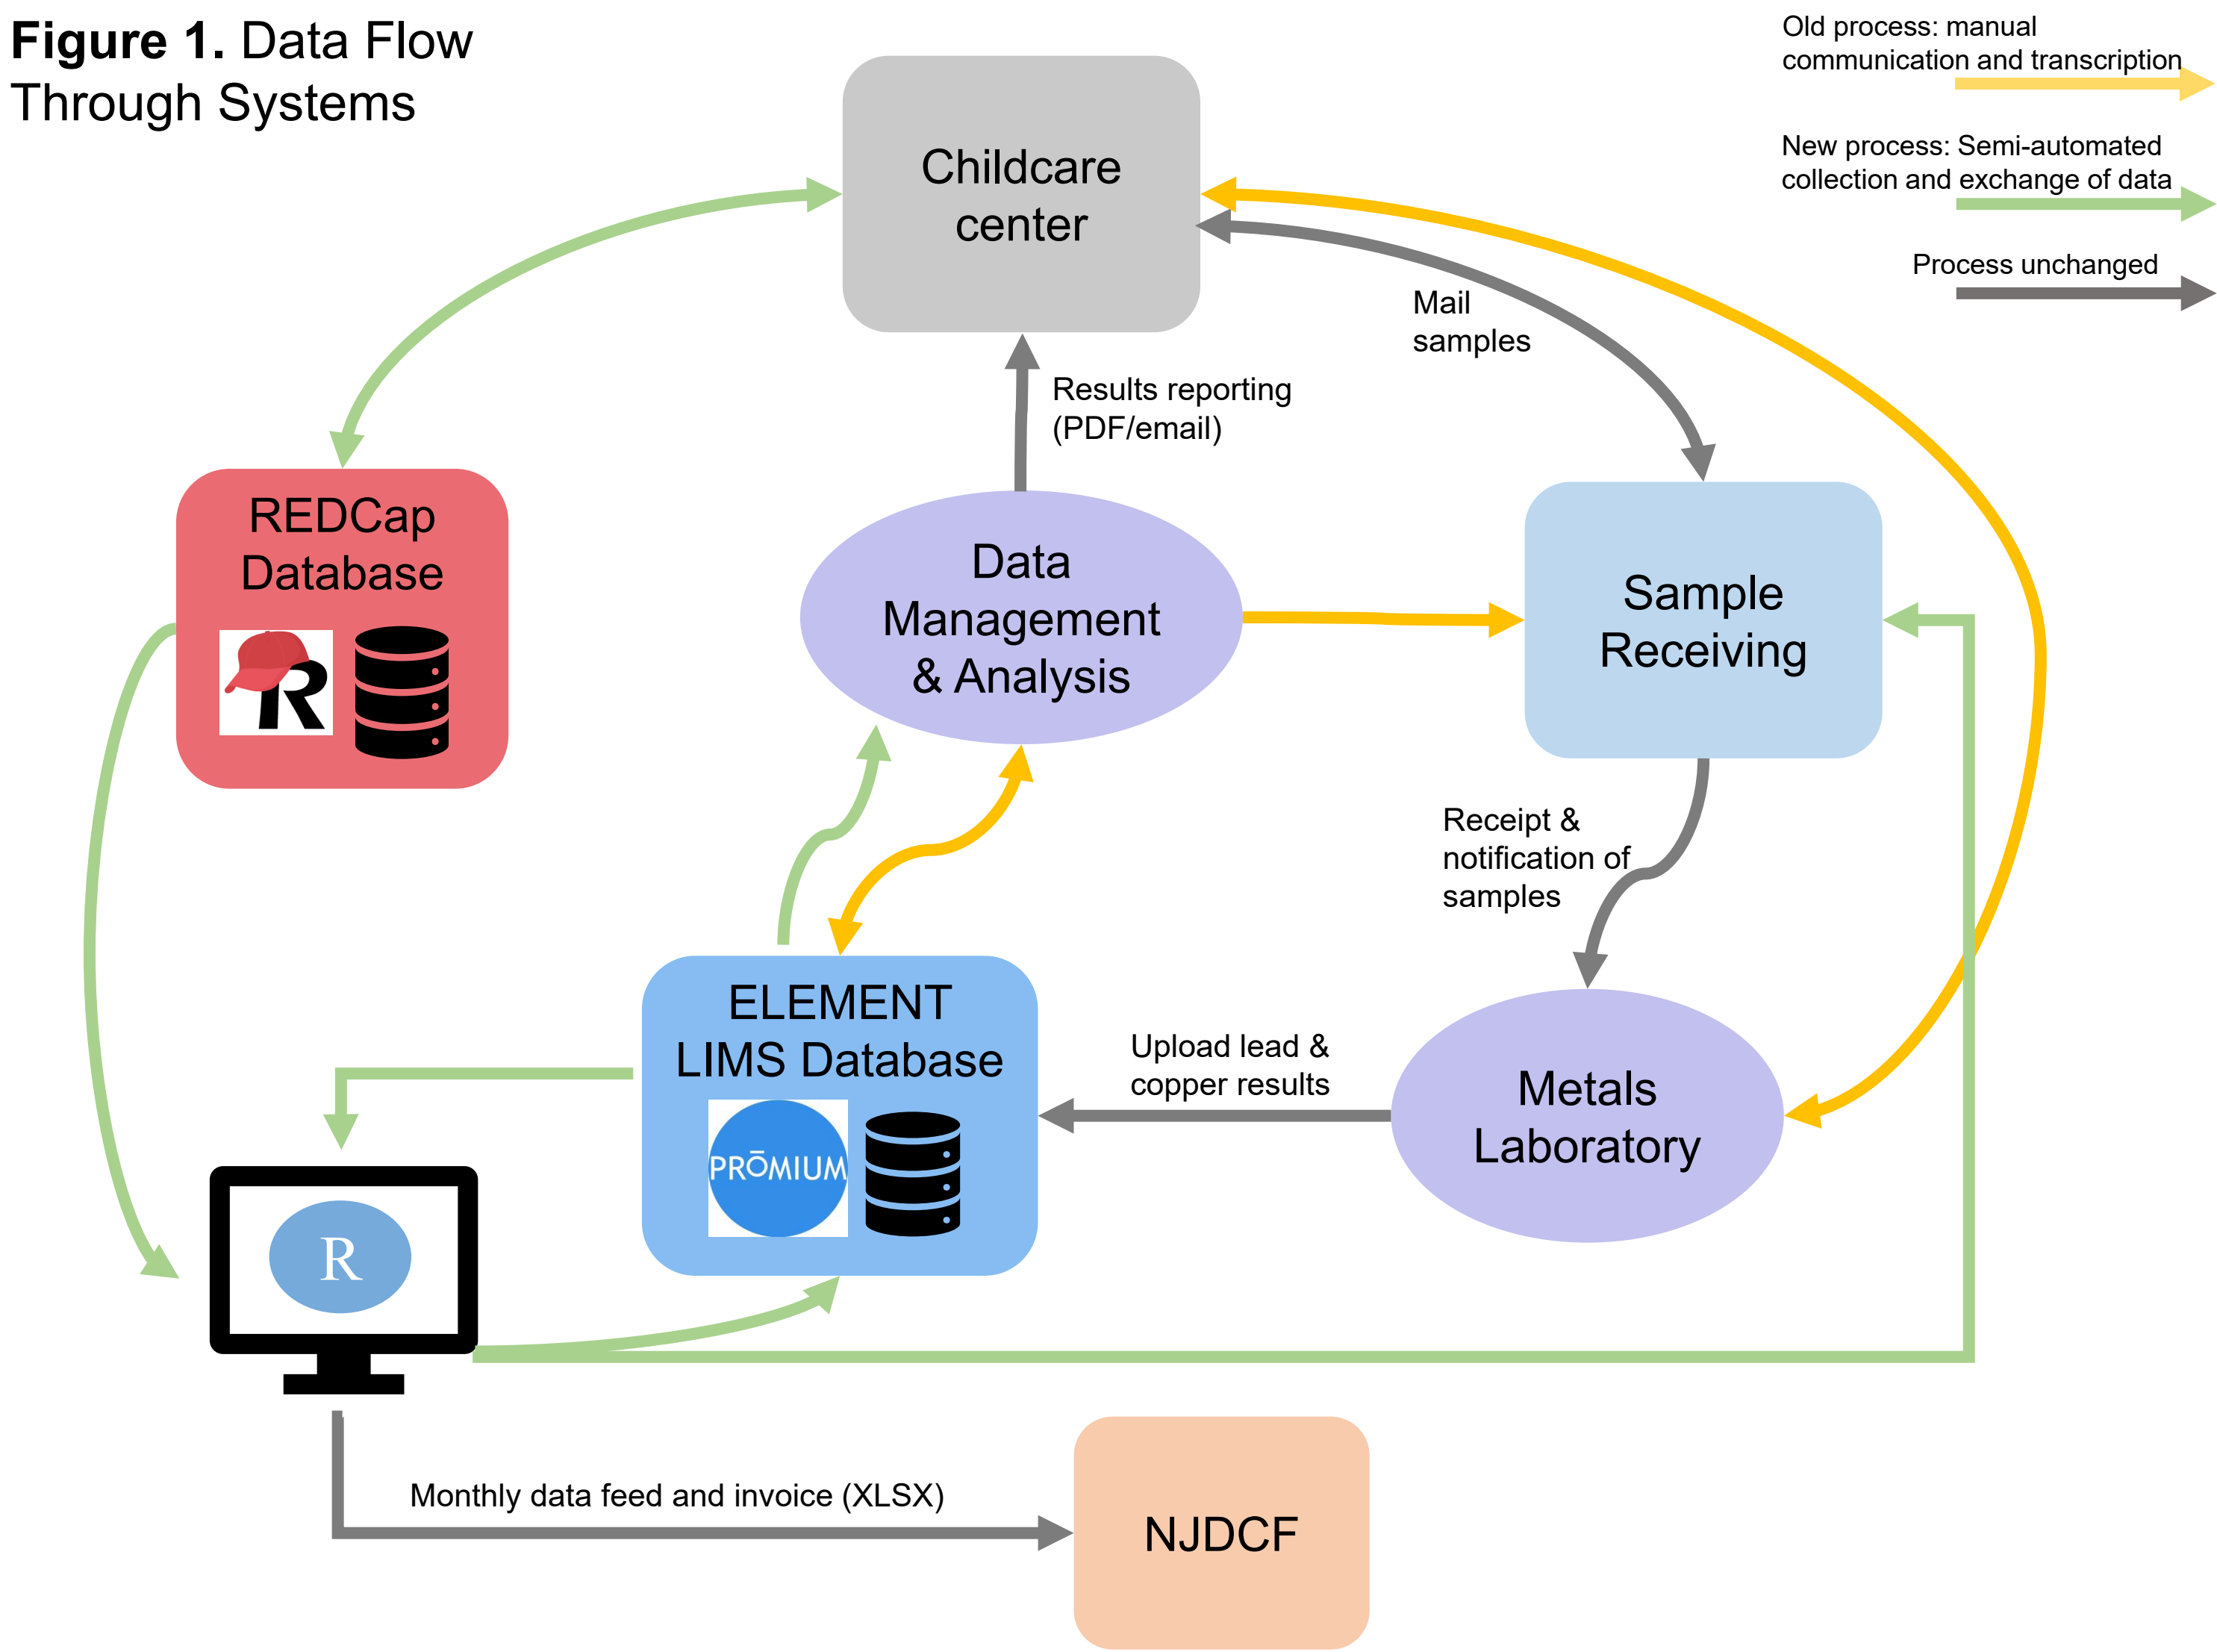 Figure 1. Data Flow
Through Systems
Old process: manual
communication and transcription
New process: Semi-automated
collection and exchange of data
Process unchanged
Childcare
center
Mail
samples
Results reporting
(PDF/email)
REDCap
Database
R
Data
Management
& Analysis
Sample
Receiving
Receipt &
notification of
samples
ELEMENT
LIMS Database
PRŌMIUM
Upload lead &
copper results
Metals
Laboratory
R
Monthly data feed and invoice (XLSX)
NJDCF